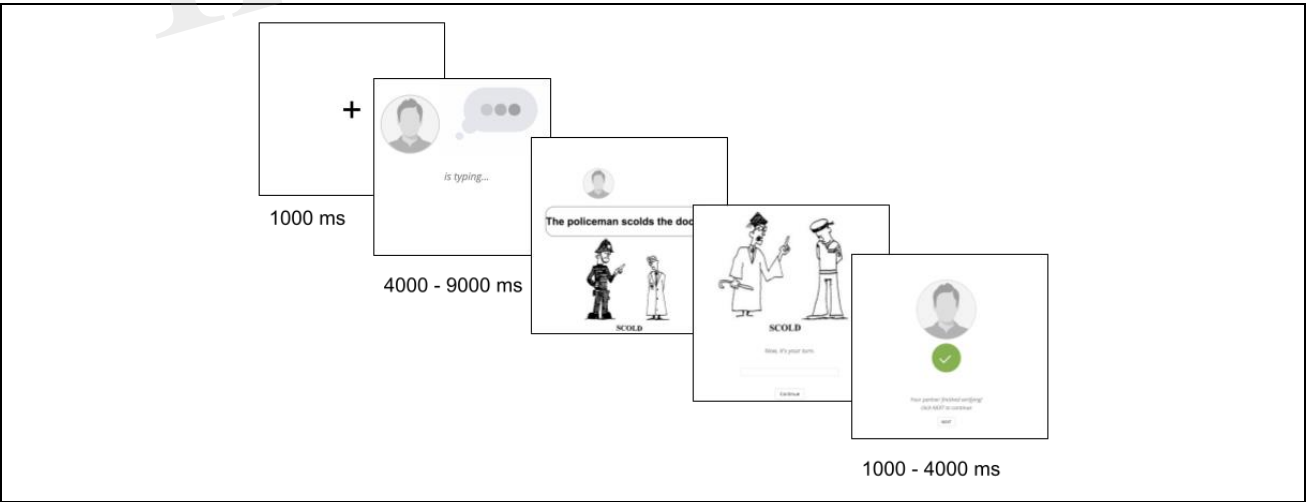 +
1000 ms
is typing...
4000 - 9000 ms
The policeman scolds the doc
SCOLD
SCOLD
Now, it's your turn.
Continue
Your partner finished verifying!
click NEXT to continue
NEXT
1000 - 4000 ms